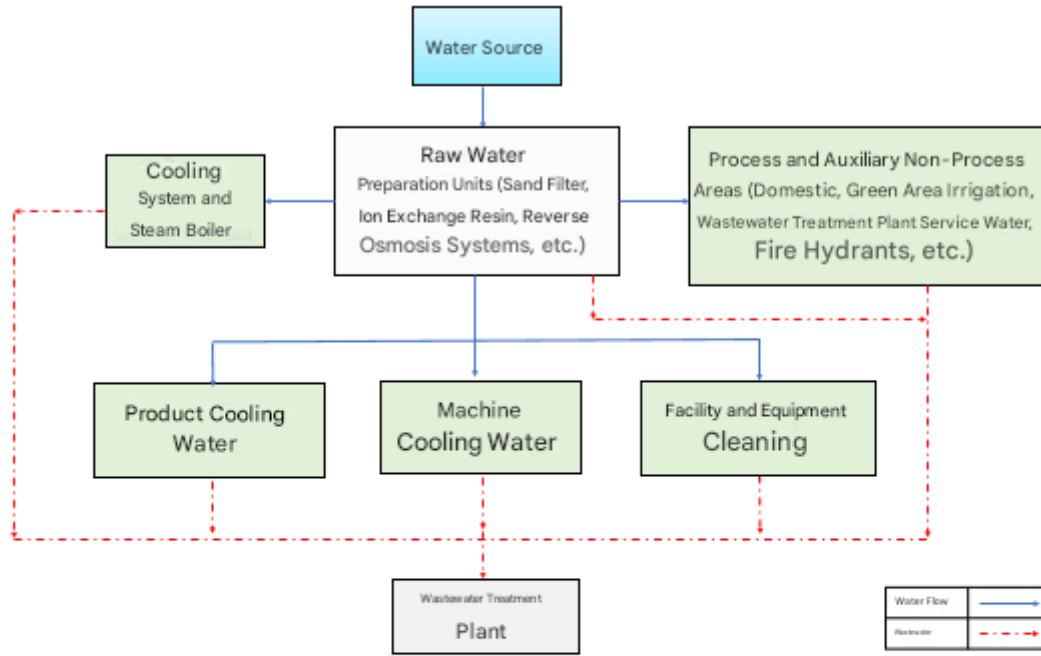 Water Source
Raw Water
Preparation Units (Sand Filter,
Ion Exchange Resin, Reverse
Osmosis Systems, etc.)
Cooling
System and
Steam Boiler
Process and Auxiliary Non-Process
Areas (Domestic, Green Area Irrigation,
Wastewater Treatment Plant Service Water,
Fire Hydrants, etc.)
Product Cooling
Water
Machine
Cooling Water
Facility and Equipment
Cleaning
Wastewater Treatment
Plant
Water Flow
Wastewater